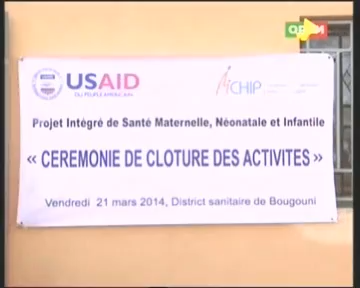 USAID
DU PEUPLE AMERICAIN
CHIP
Projet Intégré de Santé Maternelle, Néonatale et Infantile
« CEREMONIE DE CLOTURE DES ACTIVITES »
Vendredi 21 mars 2014, District sanitaire de Bougouni